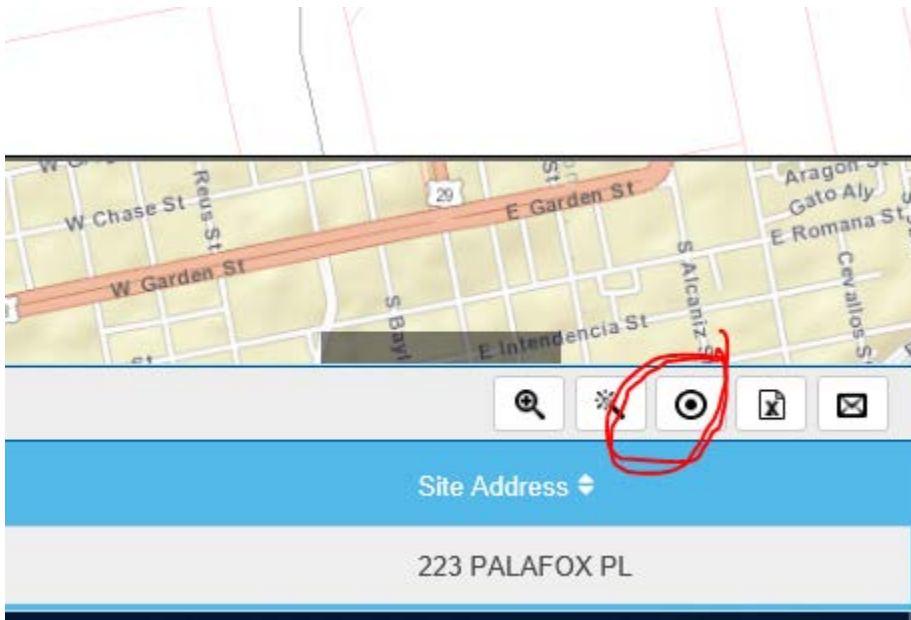 W Chase St
Reus St
29
St
E Garden St
Aragon St
Gato Aly
E Romana St
W Garden St
S Alcaniz St
Cevallos S
S Bayl
E Intendencia St
St
Site Address
223 PALAFOX PL